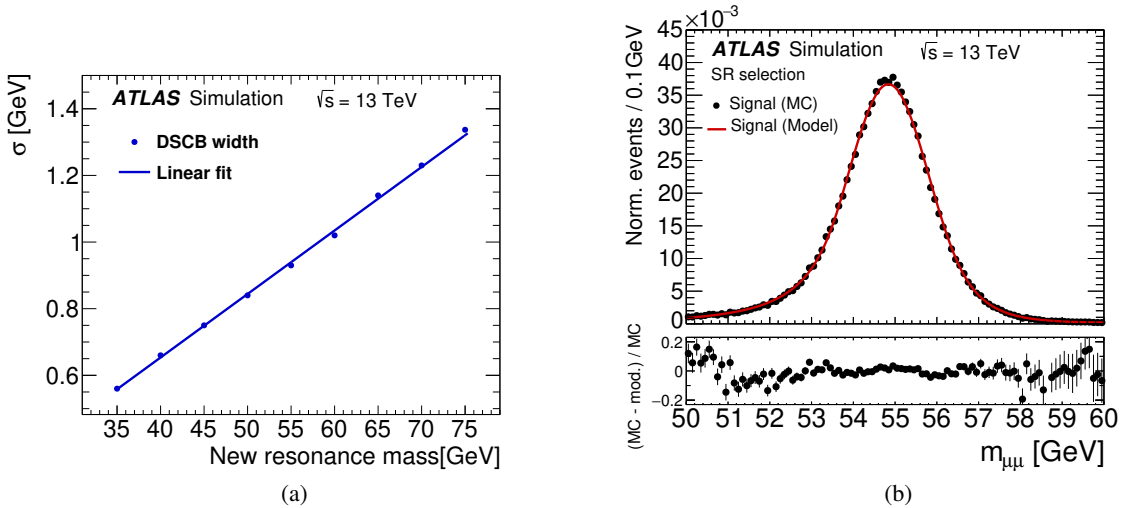 ATLAS Simulation √s = 13 TeV
DSCB width
Linear fit
σ [GeV]
1.4
1.2
1
0.8
0.6
35 40 45 50 55 60 65 70 75
New resonance mass[GeV]
(a)
×10⁻³
ATLAS Simulation √s = 13 TeV
SR selection
Signal (MC)
Signal (Model)
Norm. events / 0.1GeV
45
40
35
30
25
20
15
10
5
0
(MC - mod.) / MC
0.2
0
−0.2
50 51 52 53 54 55 56 57 58 59 60
mμμ [GeV]
(b)